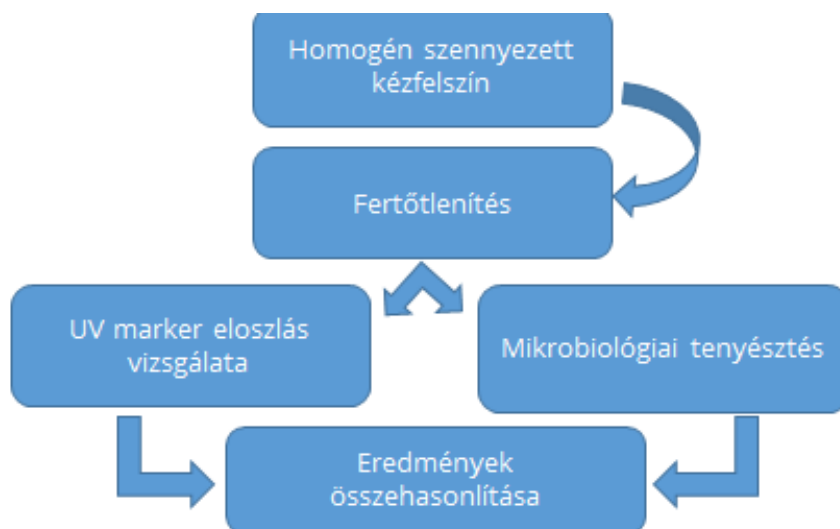 Homogén szennyezett
kézfelszín
Fertőtlenítés
UV marker eloszlás
vizsgálata
Mikrobiológiai tenyésztés
Eredmények
összehasonlítása